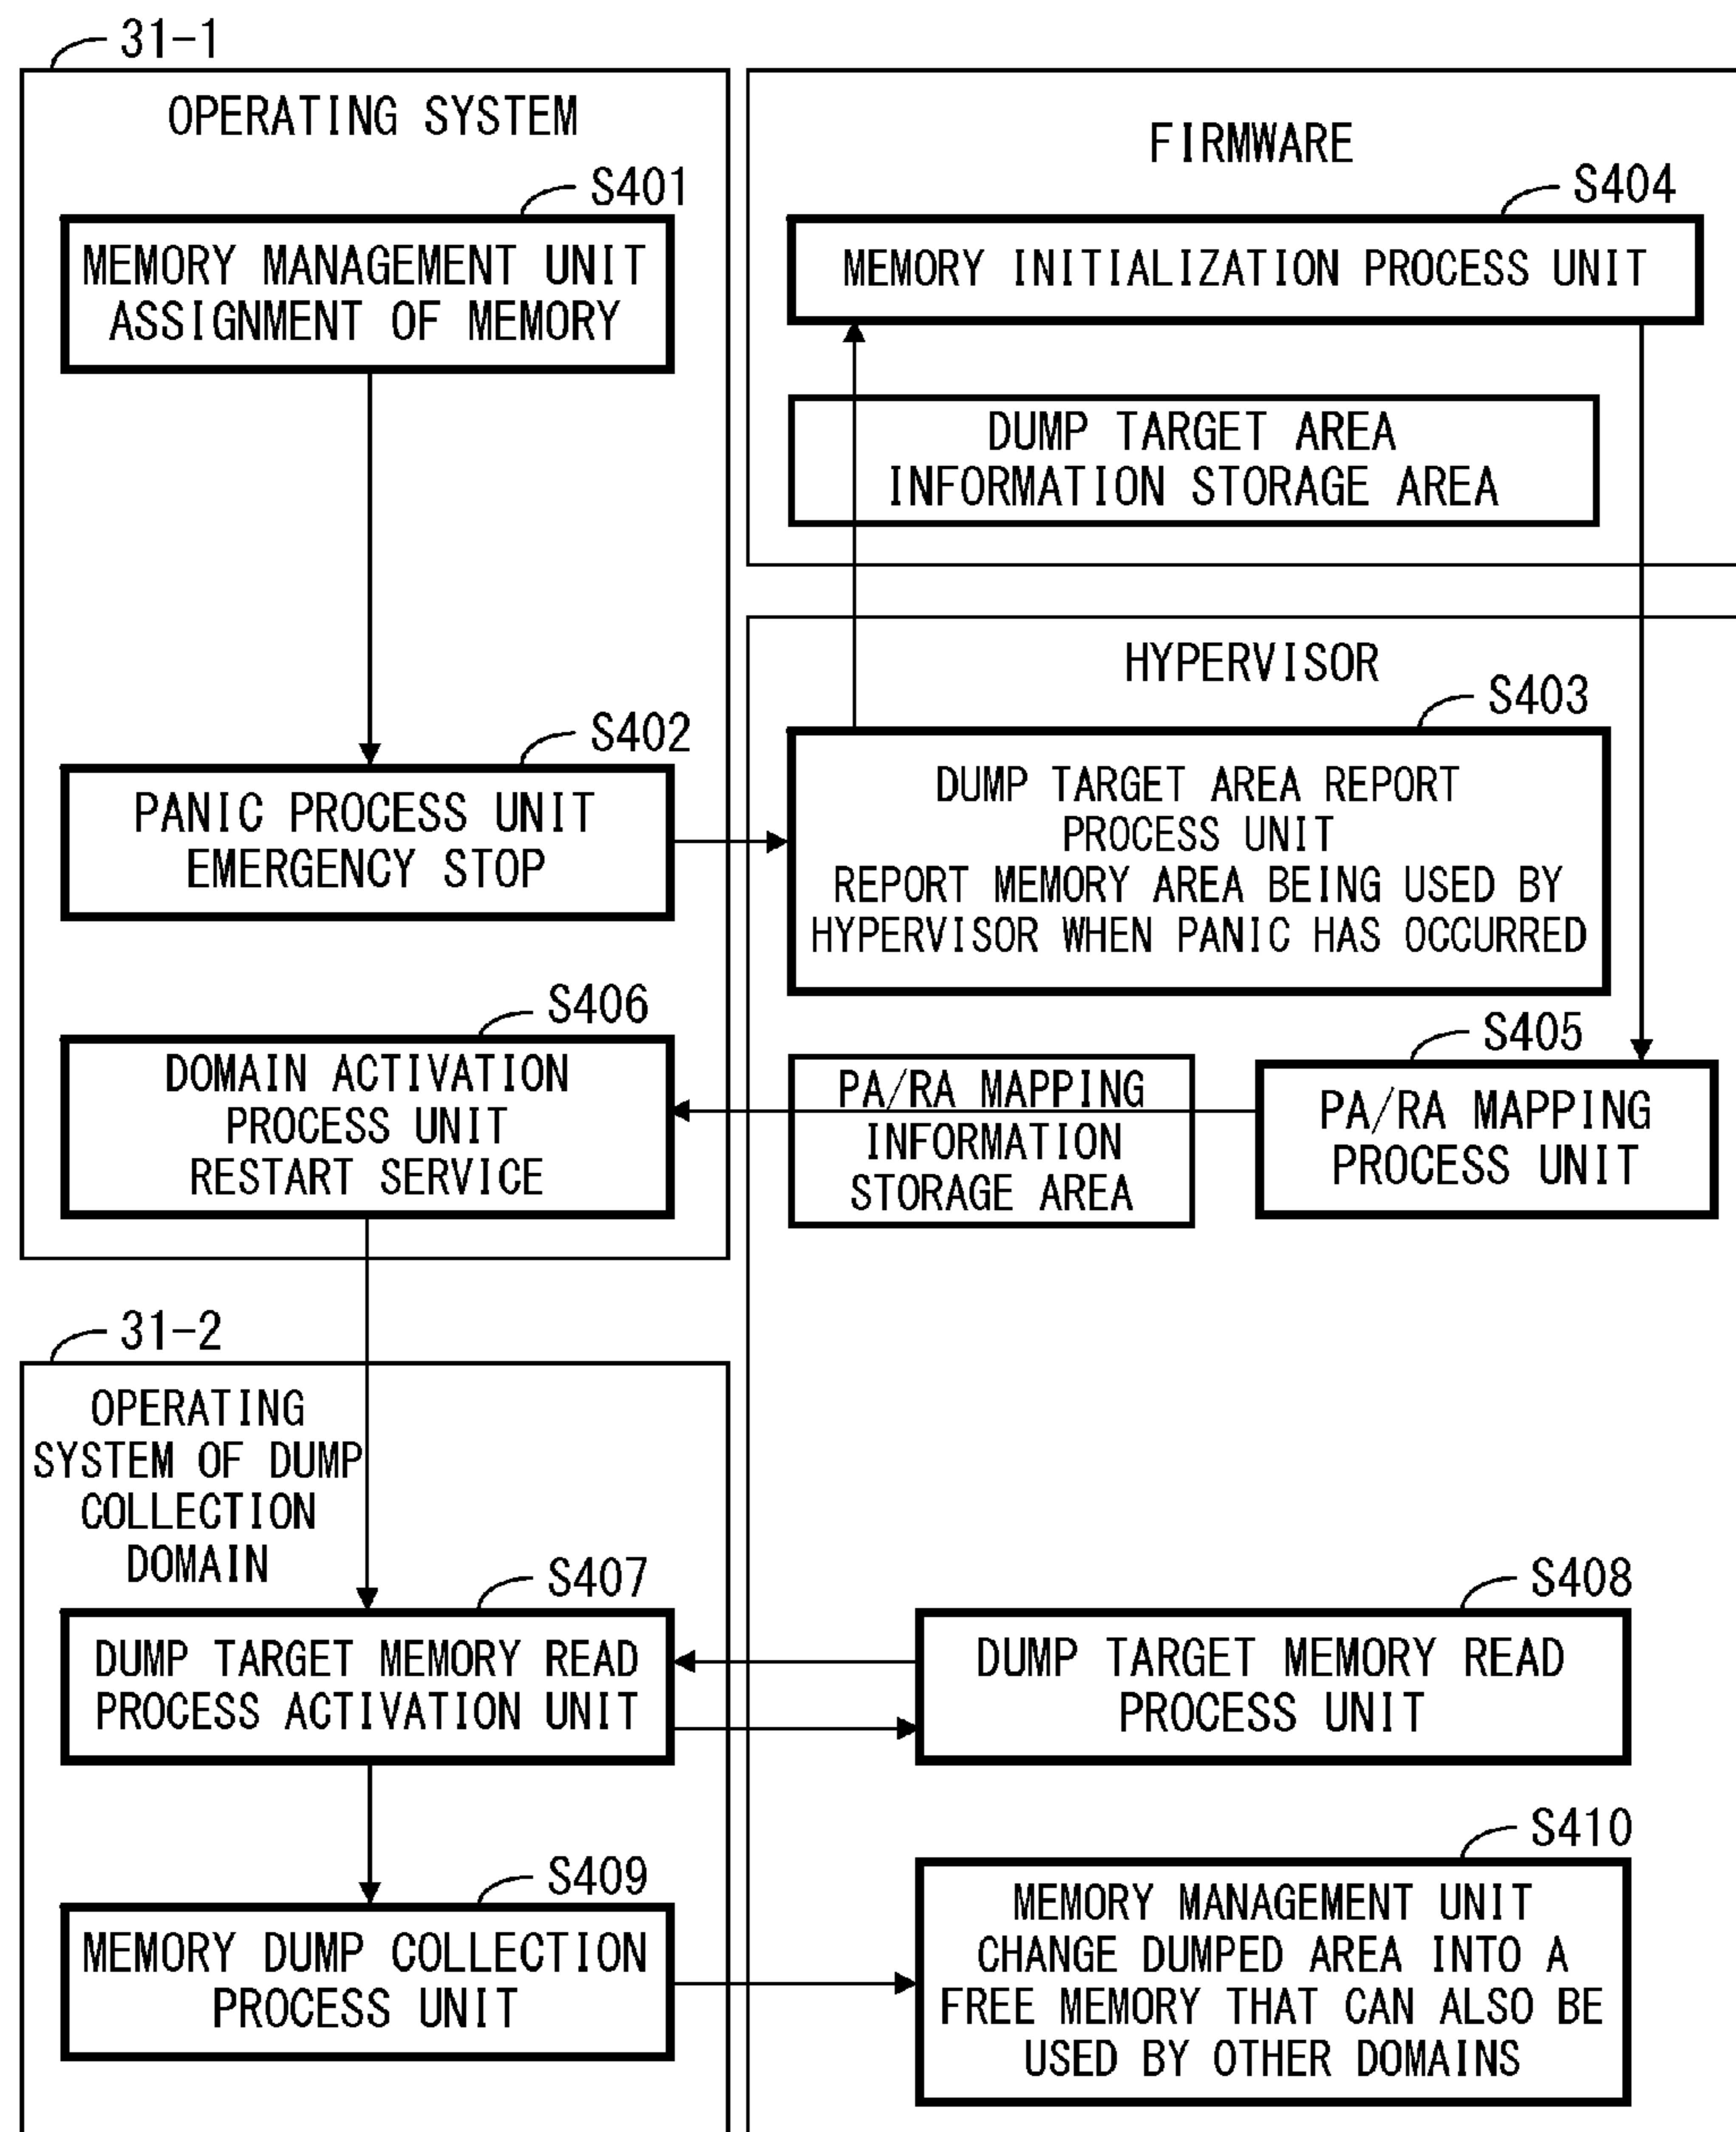 31-1
OPERATING SYSTEM
S401
MEMORY MANAGEMENT UNIT
ASSIGNMENT OF MEMORY
S402
PANIC PROCESS UNIT
EMERGENCY STOP
S406
DOMAIN ACTIVATION
PROCESS UNIT
RESTART SERVICE
FIRMWARE
S404
MEMORY INITIALIZATION PROCESS UNIT
DUMP TARGET AREA
INFORMATION STORAGE AREA
HYPERVISOR
S403
DUMP TARGET AREA REPORT
PROCESS UNIT
REPORT MEMORY AREA BEING USED BY
HYPERVISOR WHEN PANIC HAS OCCURRED
S405
PA/RA MAPPING
PROCESS UNIT
PA/RA MAPPING
INFORMATION
STORAGE AREA
31-2
OPERATING
SYSTEM OF DUMP
COLLECTION
DOMAIN
S407
DUMP TARGET MEMORY READ
PROCESS ACTIVATION UNIT
S408
DUMP TARGET MEMORY READ
PROCESS UNIT
S409
MEMORY DUMP COLLECTION
PROCESS UNIT
S410
MEMORY MANAGEMENT UNIT
CHANGE DUMPED AREA INTO A
FREE MEMORY THAT CAN ALSO BE
USED BY OTHER DOMAINS